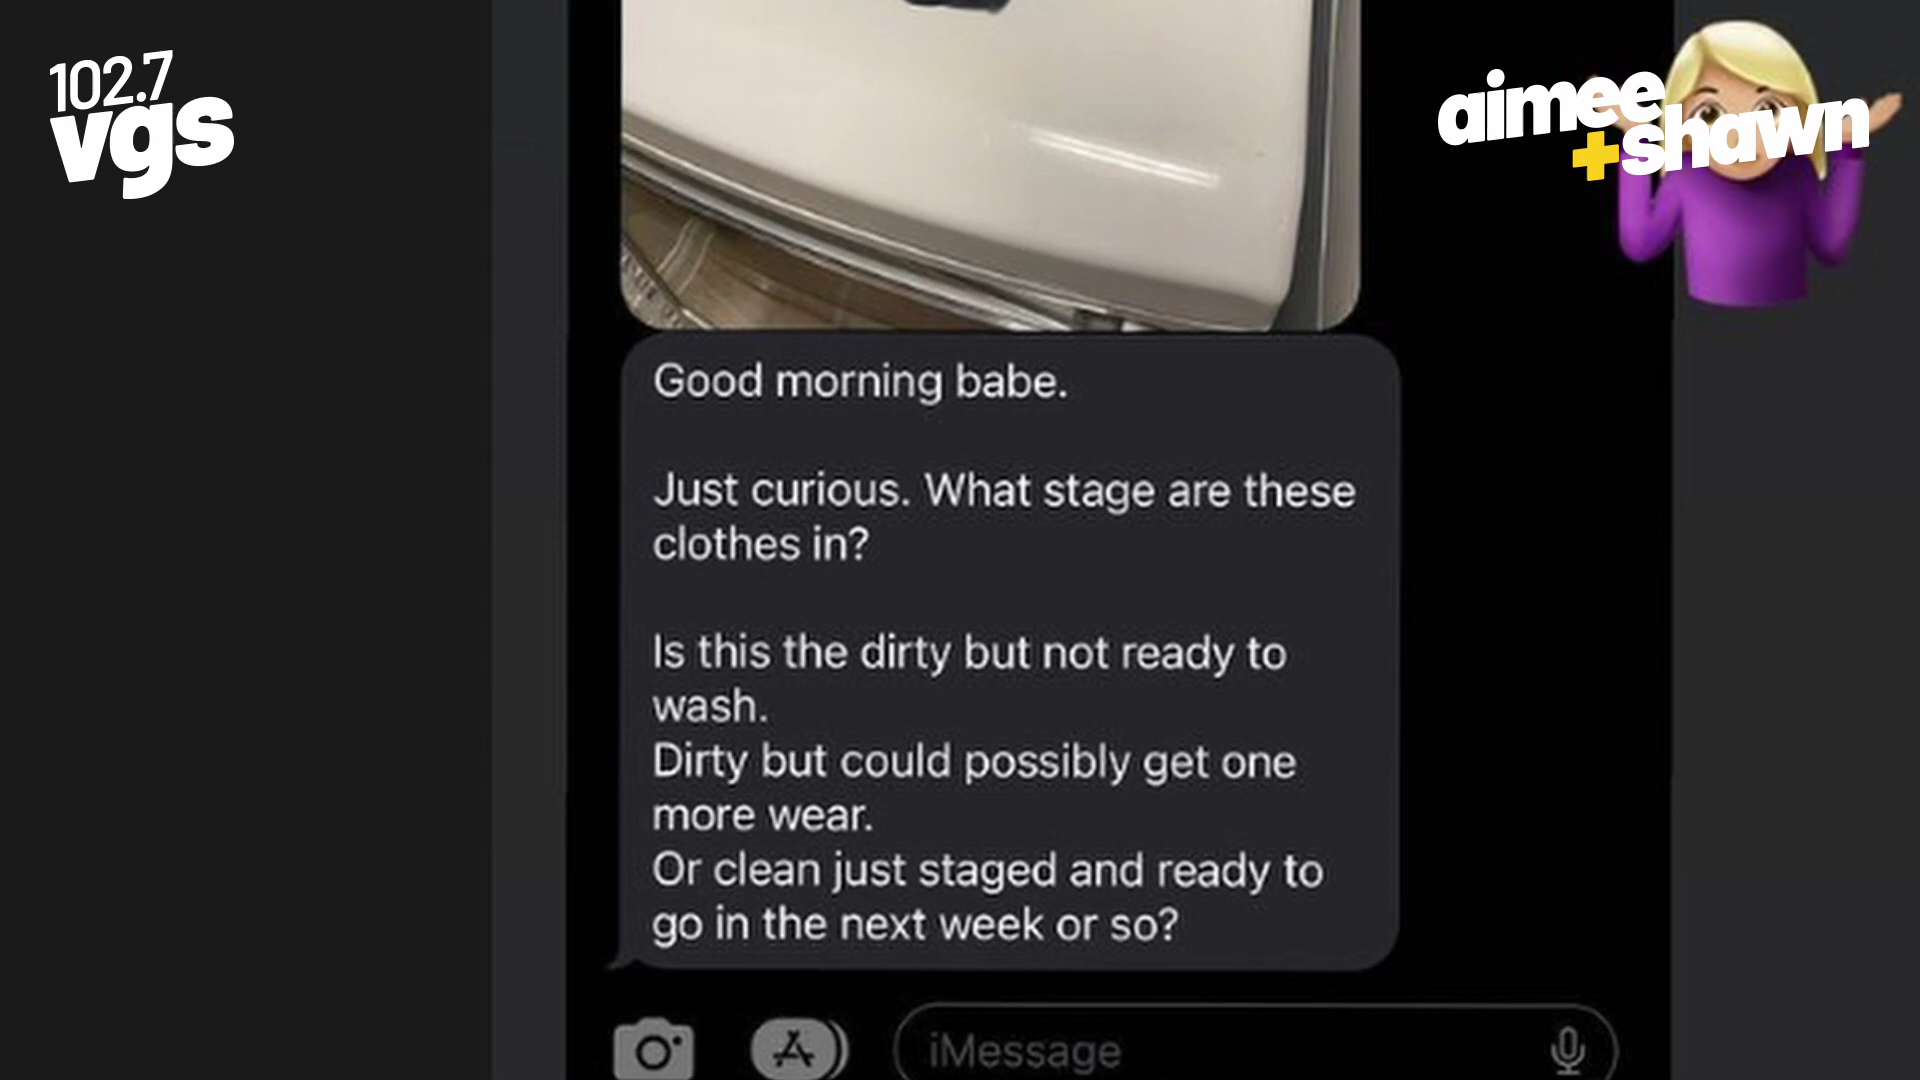 102.7
vgs
aimee
+shawn
Good morning babe.
Just curious. What stage are these
clothes in?
Is this the dirty but not ready to
wash.
Dirty but could possibly get one
more wear.
Or clean just staged and ready to
go in the next week or so?
iMessage